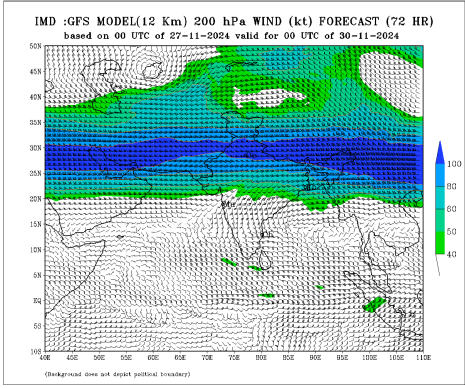 IMD :GFS MODEL(12 Km) 200 hPa WIND (kt) FORECAST (72 HR)
based on 00 UTC of 27-11-2024 valid for 00 UTC of 30-11-2024
50N
45N
40N
35N
30N
25N
20N
15N
10N
5N
EQ
5S
10S
40E 45E 50E 55E 60E 65E 70E 75E 80E 85E 90E 95E 100E 105E 110E
100
80
60
50
40
(Background does not depict political boundary)